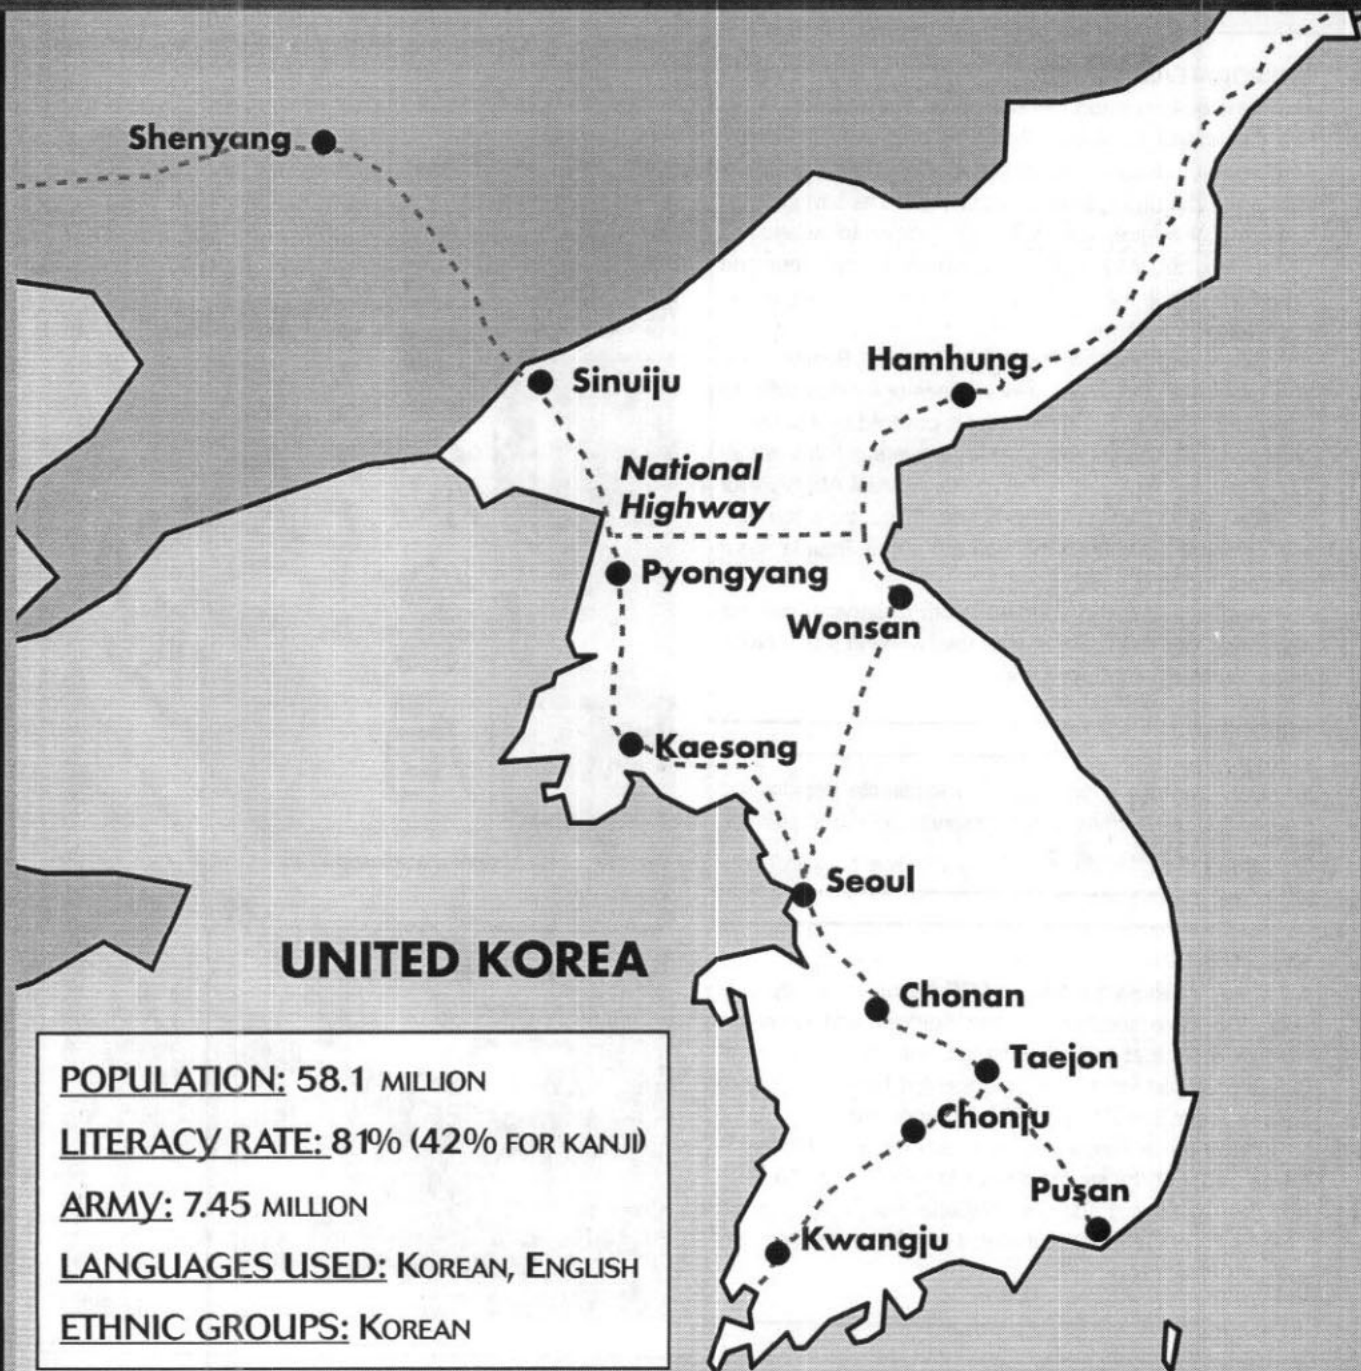 Shenyang
Hamhung
Sinuiju
National
Highway
Pyongyang
Wonsan
Kaesong
Seoul
UNITED KOREA
Chonan
Taejon
Chonju
Pusan
Kwangju
POPULATION: 58.1 MILLION
LITERACY RATE: 81% (42% FOR KANJI)
ARMY: 7.45 MILLION
LANGUAGES USED: KOREAN, ENGLISH
ETHNIC GROUPS: KOREAN